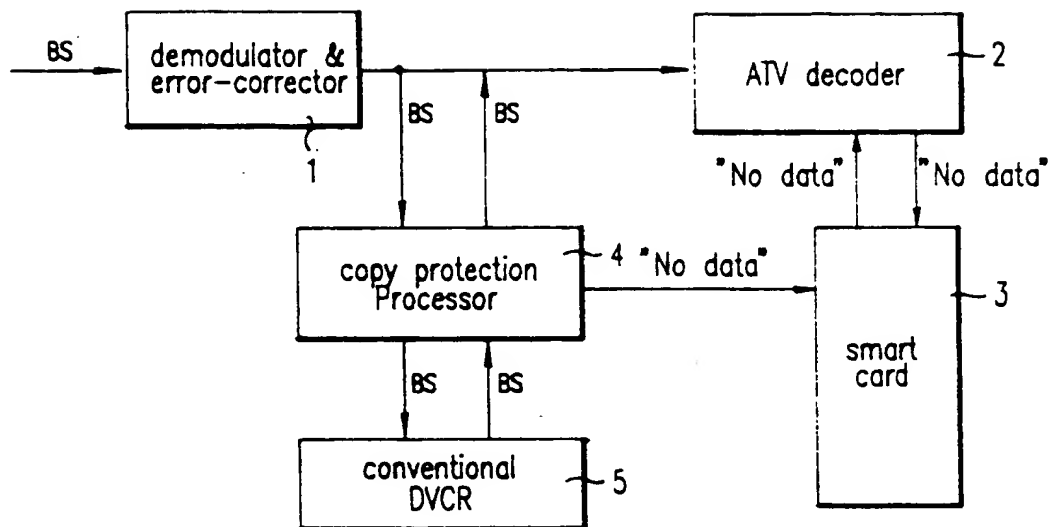 BS
demodulator &
error-corrector
1
ATV decoder
2
BS
BS
"No data"
"No data"
copy protection
Processor
4
"No data"
smart
card
3
BS
BS
conventional
DVCR
5